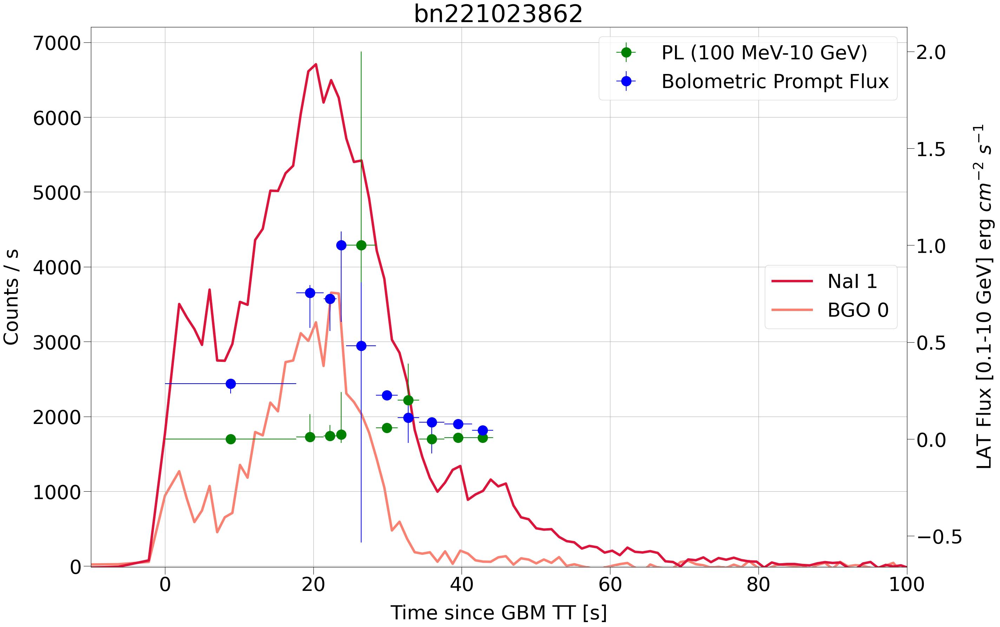 bn221023862
PL (100 MeV-10 GeV)
Bolometric Prompt Flux
NaI 1
BGO 0
7000
6000
5000
4000
3000
2000
1000
0
Counts / s
2.0
1.5
1.0
0.5
0.0
−0.5
LAT Flux [0.1-10 GeV] erg cm⁻² s⁻¹
0 20 40 60 80 100
Time since GBM TT [s]